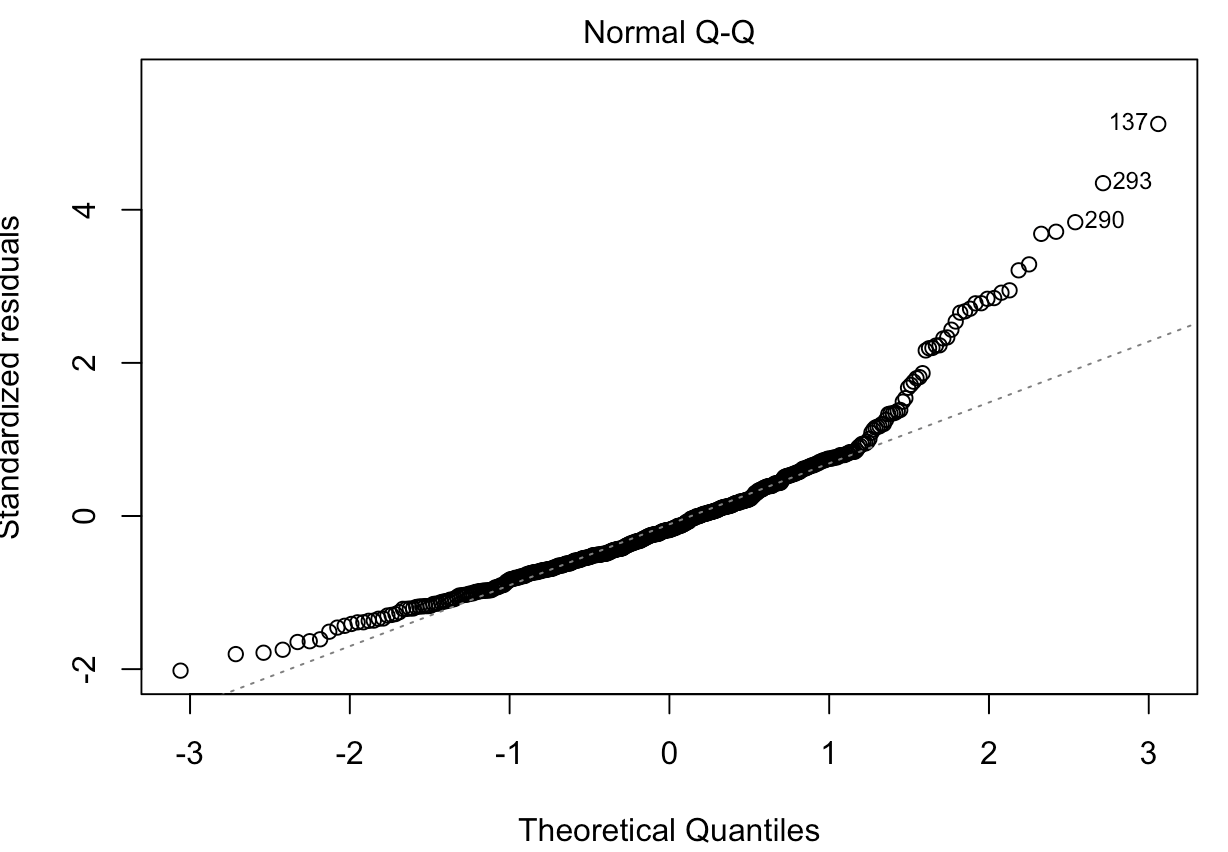 Normal Q-Q
137
293
290
Standardized residuals
4
2
0
-2
-3 -2 -1 0 1 2 3
Theoretical Quantiles